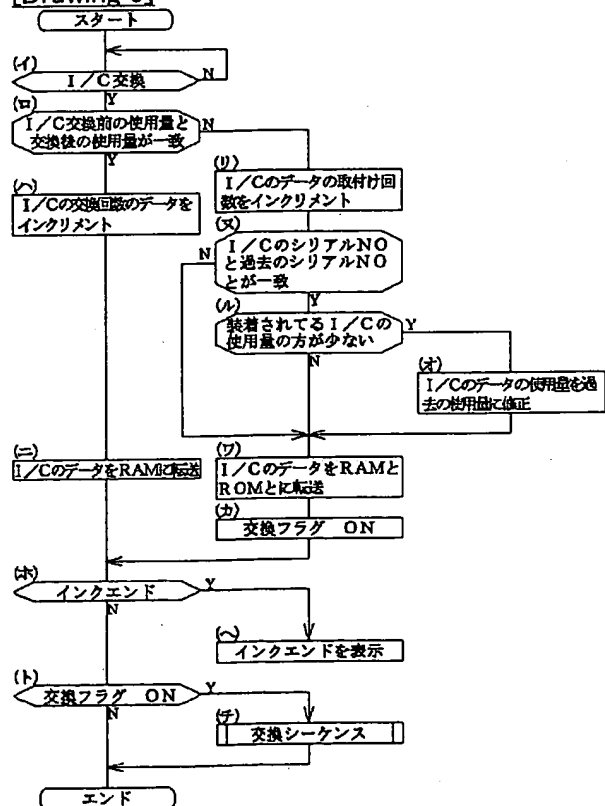 [Drawing 6]
スタート
(イ)
I/C交換
N
Y
(ロ)
I/C交換前の使用量と
交換後の使用量が一致
N
Y
(ハ)
I/Cの交換回数のデータを
インクリメント
(リ)
I/Cのデータの取付け回
数をインクリメント
(ヌ)
I/CのシリアルNO
と過去のシリアルNO
とが一致
N
Y
(ル)
装着されてるI/Cの
使用量の方が少ない
Y
N
(オ)
I/Cのデータの使用量を過
去の使用量に修正
(ニ)
I/CのデータをRAMに転送
(ワ)
I/CのデータをRAMと
ROMとに転送
(カ)
交換フラグ ON
(ホ)
インクエンド
Y
N
(ヘ)
インクエンドを表示
(ト)
交換フラグ ON
Y
N
(チ)
交換シーケンス
エンド